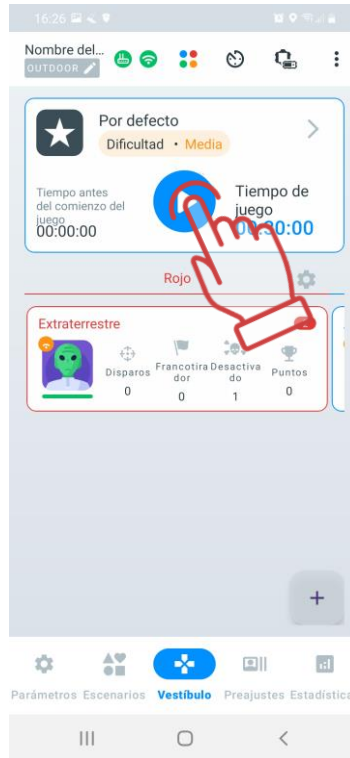 16:26
Nombre del...
OUTDOOR
Por defecto
Dificultad • Media
Tiempo antes
del comienzo del
juego
00:00:00
Tiempo de
juego
:30:00
Rojo
Extraterrestre
Disparos
0
Francotira
dor
0
Desactiva
do
1
Puntos
0
+
Parámetros Escenarios Vestíbulo Preajustes Estadística